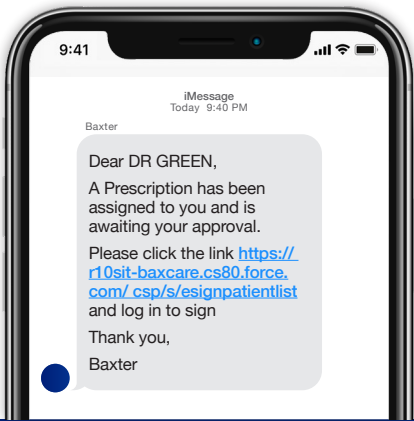 9:41
iMessage
Today 9:40 PM
Baxter
Dear DR GREEN,
A Prescription has been
assigned to you and is
awaiting your approval.
Please click the link https://
r10sit-baxcare.cs80.force.
com/ csp/s/esignpatientlist
and log in to sign
Thank you,
Baxter